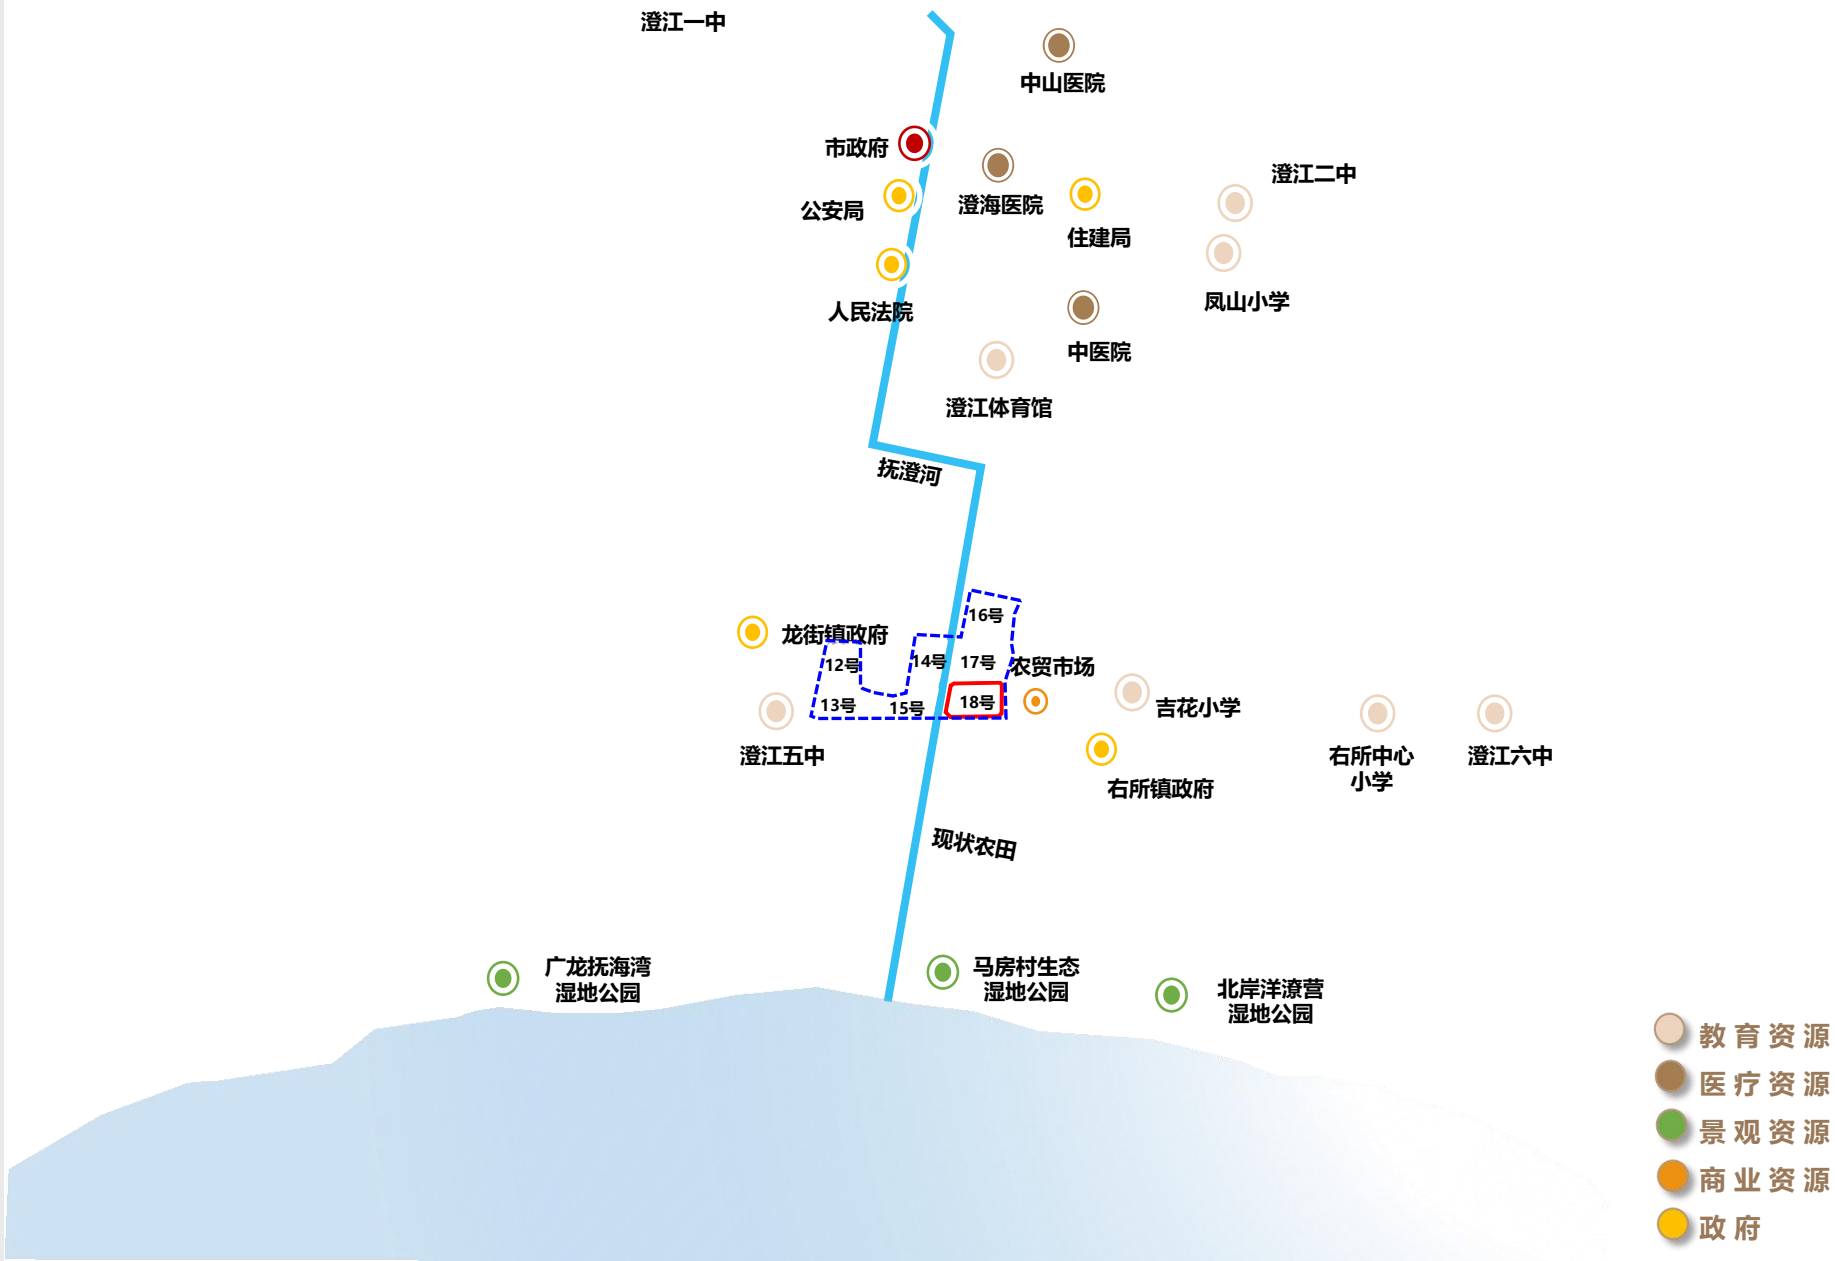 澄江一中
中山医院
市政府
澄江二中
公安局
澄海医院
住建局
凤山小学
人民法院
中医院
澄江体育馆
抚澄河
16号
龙街镇政府
12号
14号
17号
农贸市场
13号
15号
18号
吉花小学
澄江五中
右所中心
小学
澄江六中
右所镇政府
现状农田
广龙抚海湾
湿地公园
马房村生态
湿地公园
北岸洋潦营
湿地公园
教育资源
医疗资源
景观资源
商业资源
政府